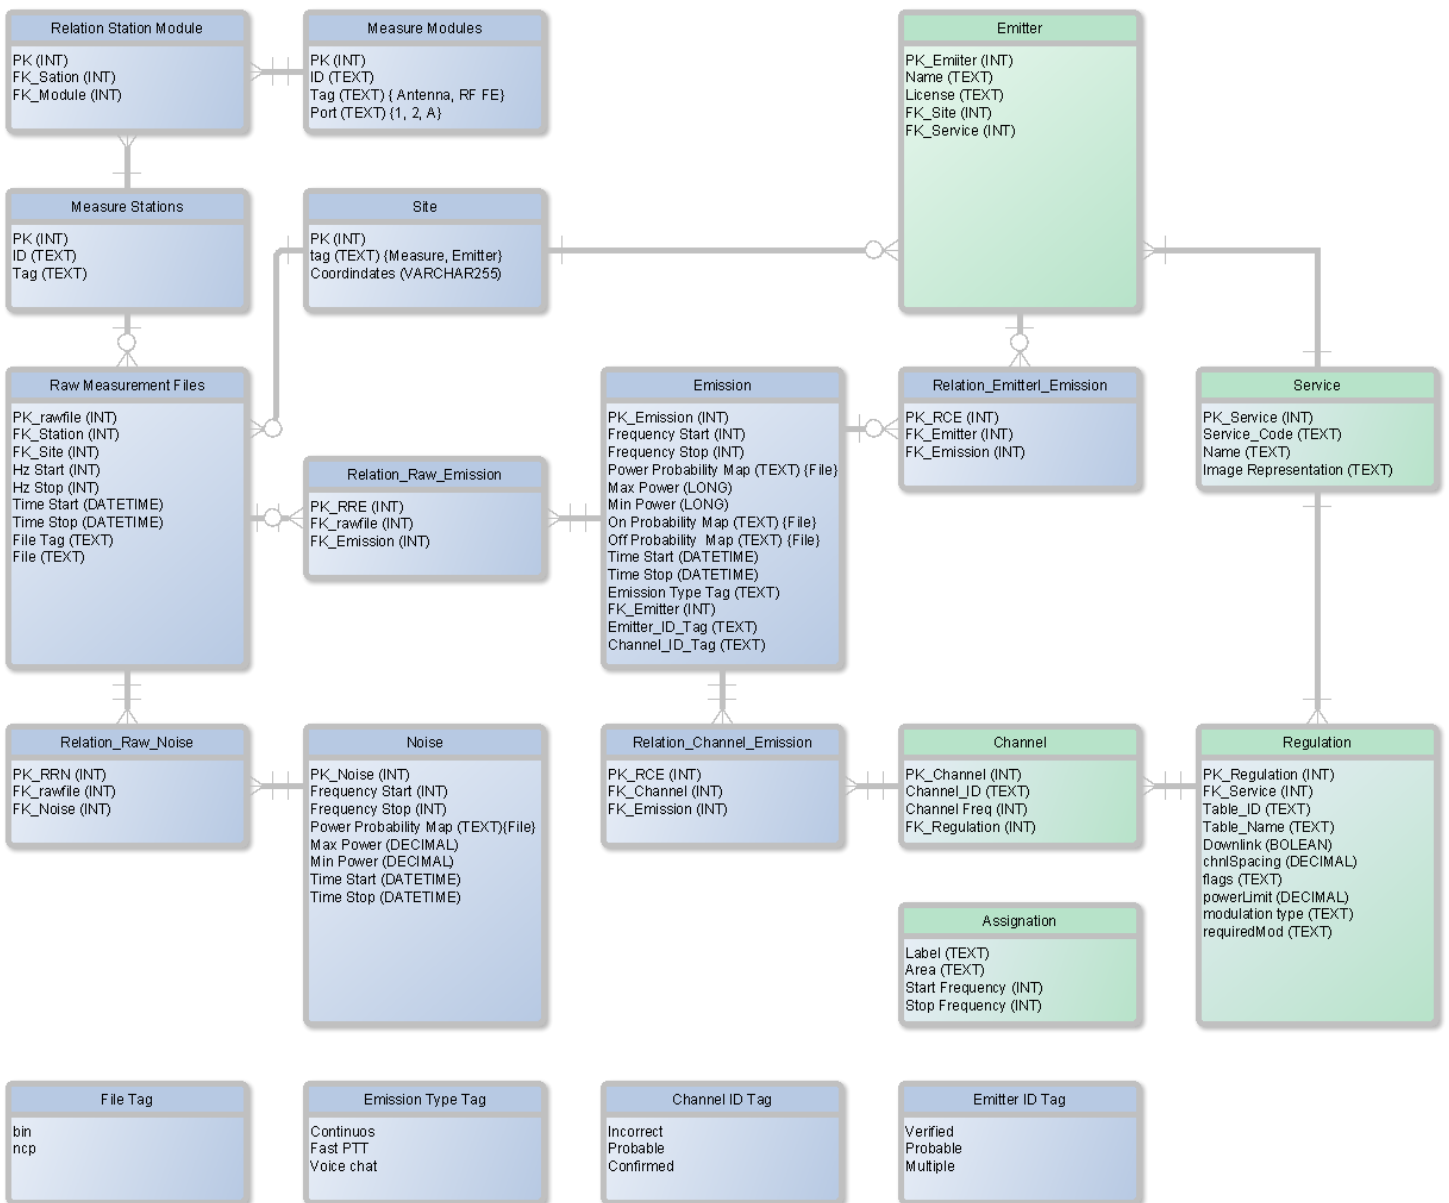 Relation Station Module
PK (INT)
FK_Sation (INT)
FK_Module (INT)
Measure Modules
PK (INT)
ID (TEXT)
Tag (TEXT) { Antenna, RF FE}
Port (TEXT) {1, 2, A}
Emitter
PK_Emiiter (INT)
Name (TEXT)
License (TEXT)
FK_Site (INT)
FK_Service (INT)
Measure Stations
PK (INT)
ID (TEXT)
Tag (TEXT)
Site
PK (INT)
tag (TEXT) {Measure, Emitter}
Coordindates (VARCHAR255)
Raw Measurement Files
PK_rawfile (INT)
FK_Station (INT)
FK_Site (INT)
Hz Start (INT)
Hz Stop (INT)
Time Start (DATETIME)
Time Stop (DATETIME)
File Tag (TEXT)
File (TEXT)
Relation_Raw_Emission
PK_RRE (INT)
FK_rawfile (INT)
FK_Emission (INT)
Emission
PK_Emission (INT)
Frequency Start (INT)
Frequency Stop (INT)
Power Probability Map (TEXT) {File}
Max Power (LONG)
Min Power (LONG)
On Probability Map (TEXT) {File}
Off Probability  Map (TEXT) {File}
Time Start (DATETIME)
Time Stop (DATETIME)
Emission Type Tag (TEXT)
FK_Emitter (INT)
Emitter_ID_Tag (TEXT)
Channel_ID_Tag (TEXT)
Relation_Emitterl_Emission
PK_RCE (INT)
FK_Emitter (INT)
FK_Emission (INT)
Service
PK_Service (INT)
Service_Code (TEXT)
Name (TEXT)
Image Representation (TEXT)
Relation_Raw_Noise
PK_RRN (INT)
FK_rawfile (INT)
FK_Noise (INT)
Noise
PK_Noise (INT)
Frequency Start (INT)
Frequency Stop (INT)
Power Probability Map (TEXT){File}
Max Power (DECIMAL)
Min Power (DECIMAL)
Time Start (DATETIME)
Time Stop (DATETIME)
Relation_Channel_Emission
PK_RCE (INT)
FK_Channel (INT)
FK_Emission (INT)
Channel
PK_Channel (INT)
Channel_ID (TEXT)
Channel Freq (INT)
FK_Regulation (INT)
Regulation
PK_Regulation (INT)
FK_Service (INT)
Table_ID (TEXT)
Table_Name (TEXT)
Downlink (BOLEAN)
chnlSpacing (DECIMAL)
flags (TEXT)
powerLimit (DECIMAL)
modulation type (TEXT)
requiredMod (TEXT)
Assignation
Label (TEXT)
Area (TEXT)
Start Frequency (INT)
Stop Frequency (INT)
File Tag
bin
ncp
Emission Type Tag
Continuos
Fast PTT
Voice chat
Channel ID Tag
Incorrect
Probable
Confirmed
Emitter ID Tag
Verified
Probable
Multiple